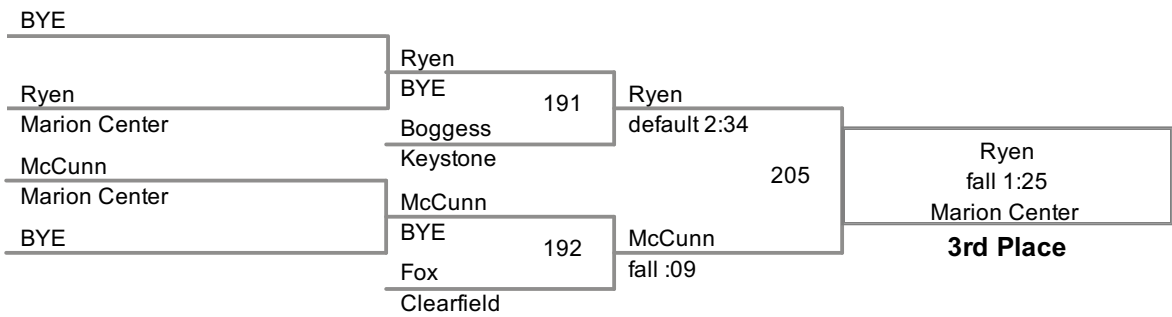 BYE
Ryen
Marion Center
McCunn
Marion Center
BYE
Ryen
BYE
191
Boggess
Keystone
McCunn
BYE
192
Fox
Clearfield
Ryen
default 2:34
205
McCunn
fall :09
Ryen
fall 1:25
Marion Center
3rd Place